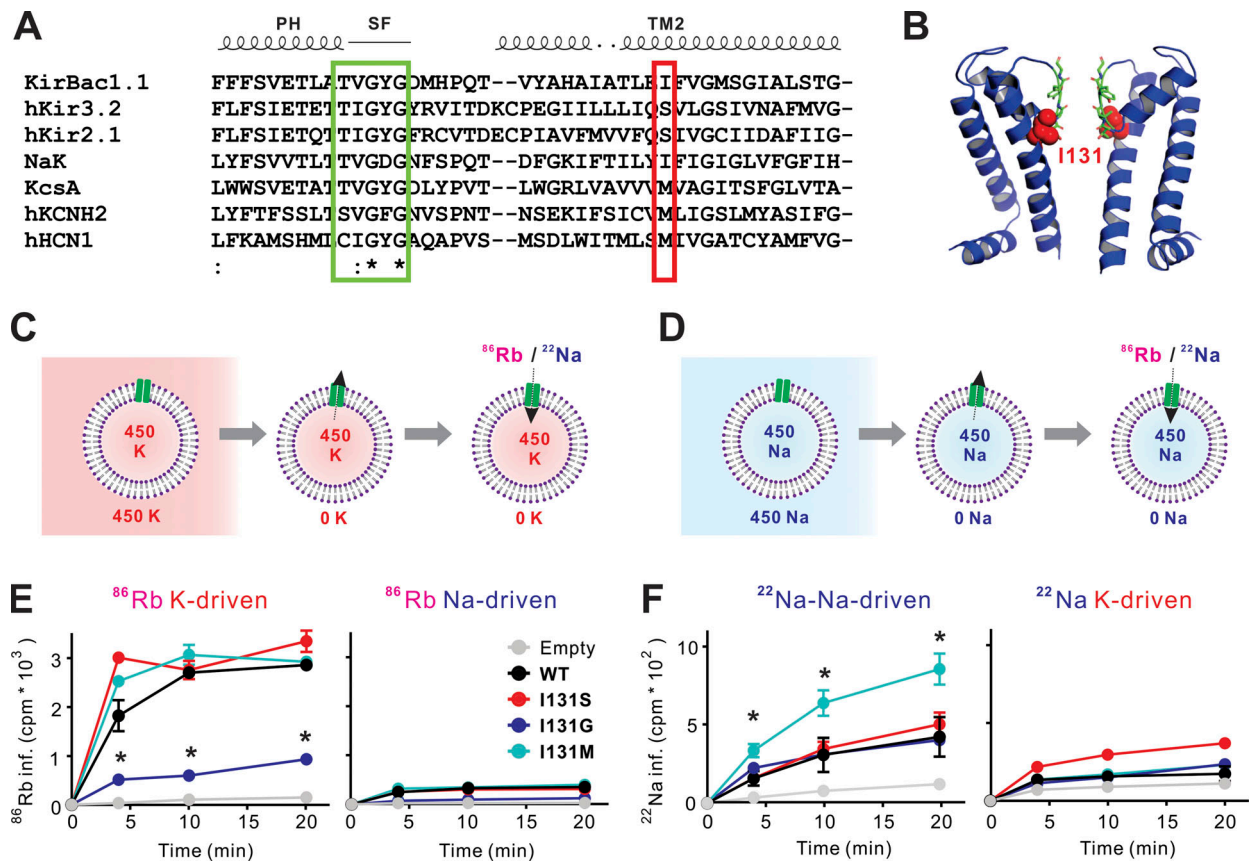 A
PH SF TM2
KirBac1.1 FFFSVETLATVGYGDMHPQT--VYAHAIATLEIFVGMSGIALSTG-
hKir3.2 FLFSIETETTIGYGYRVITDKCPEGIILLLIQSVLGSIVNAFMVG-
hKir2.1 FLFSIETQTTIGYGFRCVTDECPIAVFMVVFQSIVGCIIDAFIIG-
NaK LYFSVVTLTTVGDGNFSPQT--DFGKIFTILYIFIGIGLVFGFIH-
KcsA LWWSVETATTVGYGDLYPVT--LWGRLVAVVVMVAGITSFGLVTA-
hKCNH2 LYFTFSSLTSVGFGNVSPNT--NSEKIFSICVMLIGSLMYASIFG-
hHCN1 LFKAMSHMLCIGYGAQAPVS--MSDLWITMLSMIVGATCYAMFVG-
: :* *
B
I131
C
450 K
450 K
450 K
0 K
86Rb / 22Na
450 K
0 K
D
450 Na
450 Na
450 Na
0 Na
86Rb / 22Na
450 Na
0 Na
E
86Rb K-driven
86Rb Na-driven
86Rb inf. (cpm * 10³)
3
2
1
0
* * *
0 5 10 15 20
Time (min)
Empty
WT
I131S
I131G
I131M
0 5 10 15 20
Time (min)
F
22Na-Na-driven
22Na K-driven
22Na inf. (cpm * 10²)
10
5
0
* * *
0 5 10 15 20
Time (min)
0 5 10 15 20
Time (min)